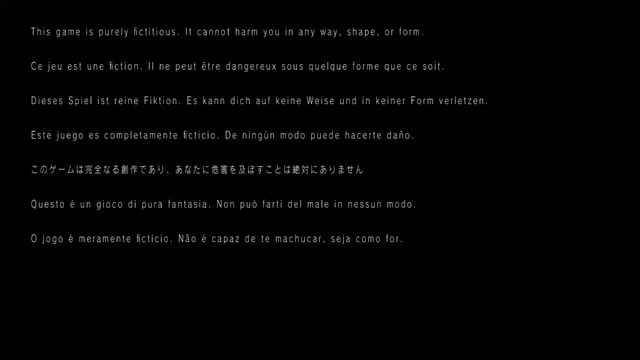 This game is purely fictitious. It cannot harm you in any way, shape, or form.
Ce jeu est une fiction. Il ne peut être dangereux sous quelque forme que ce soit.
Dieses Spiel ist reine Fiktion. Es kann dich auf keine Weise und in keiner Form verletzen.
Este juego es completamente ficticio. De ningún modo puede hacerte daño.
このゲームは完全なる創作であり、あなたに危害を及ぼすことは絶対にありません
Questo è un gioco di pura fantasia. Non può farti del male in nessun modo.
O jogo é meramente fictício. Não é capaz de te machucar, seja como for.